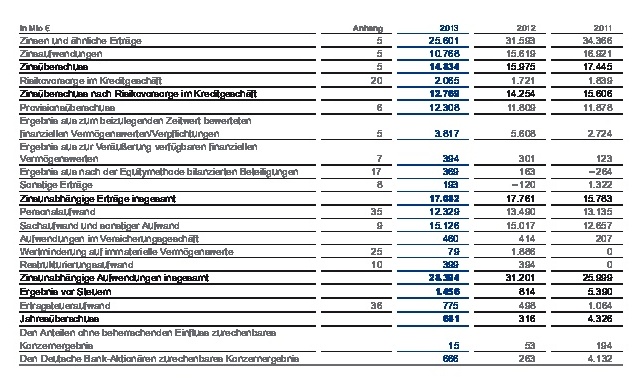 In Mio € Anhang 2013 2012 2011
Zinsen und ähnliche Erträge 5 25.601 31.593 34.366
Zinsaufwendungen 5 10.768 15.619 16.921
Zinsüberschuss 5 14.834 15.975 17.445
Risikovorsorge im Kreditgeschäft 20 2.065 1.721 1.839
Zinsüberschuss nach Risikovorsorge im Kreditgeschäft 12.769 14.254 15.606
Provisionsüberschuss 6 12.308 11.809 11.878
Ergebnis aus zum beizulegenden Zeitwert bewerteten
finanziellen Vermögenswerten/Verpflichtungen 5 3.817 5.608 2.724
Ergebnis aus zur Veräußerung verfügbaren finanziellen
Vermögenswerten 7 394 301 123
Ergebnis aus nach der Equitymethode bilanzierten Beteiligungen 17 369 163 –264
Sonstige Erträge 8 193 –120 1.322
Zinsunabhängige Erträge insgesamt 17.082 17.761 15.783
Personalaufwand 35 12.329 13.490 13.135
Sachaufwand und sonstiger Aufwand 9 15.126 15.017 12.657
Aufwendungen im Versicherungsgeschäft 460 414 207
Wertminderung auf immaterielle Vermögenswerte 25 79 1.886 0
Restrukturierungsaufwand 10 399 394 0
Zinsunabhängige Aufwendungen insgesamt 28.394 31.201 25.999
Ergebnis vor Steuern 1.456 814 5.390
Ertragsteueraufwand 36 775 498 1.064
Jahresüberschuss 681 316 4.326
Den Anteilen ohne beherrschenden Einfluss zurechenbares
Konzernergebnis 15 53 194
Den Deutsche Bank-Aktionären zurechenbares Konzernergebnis 666 263 4.132